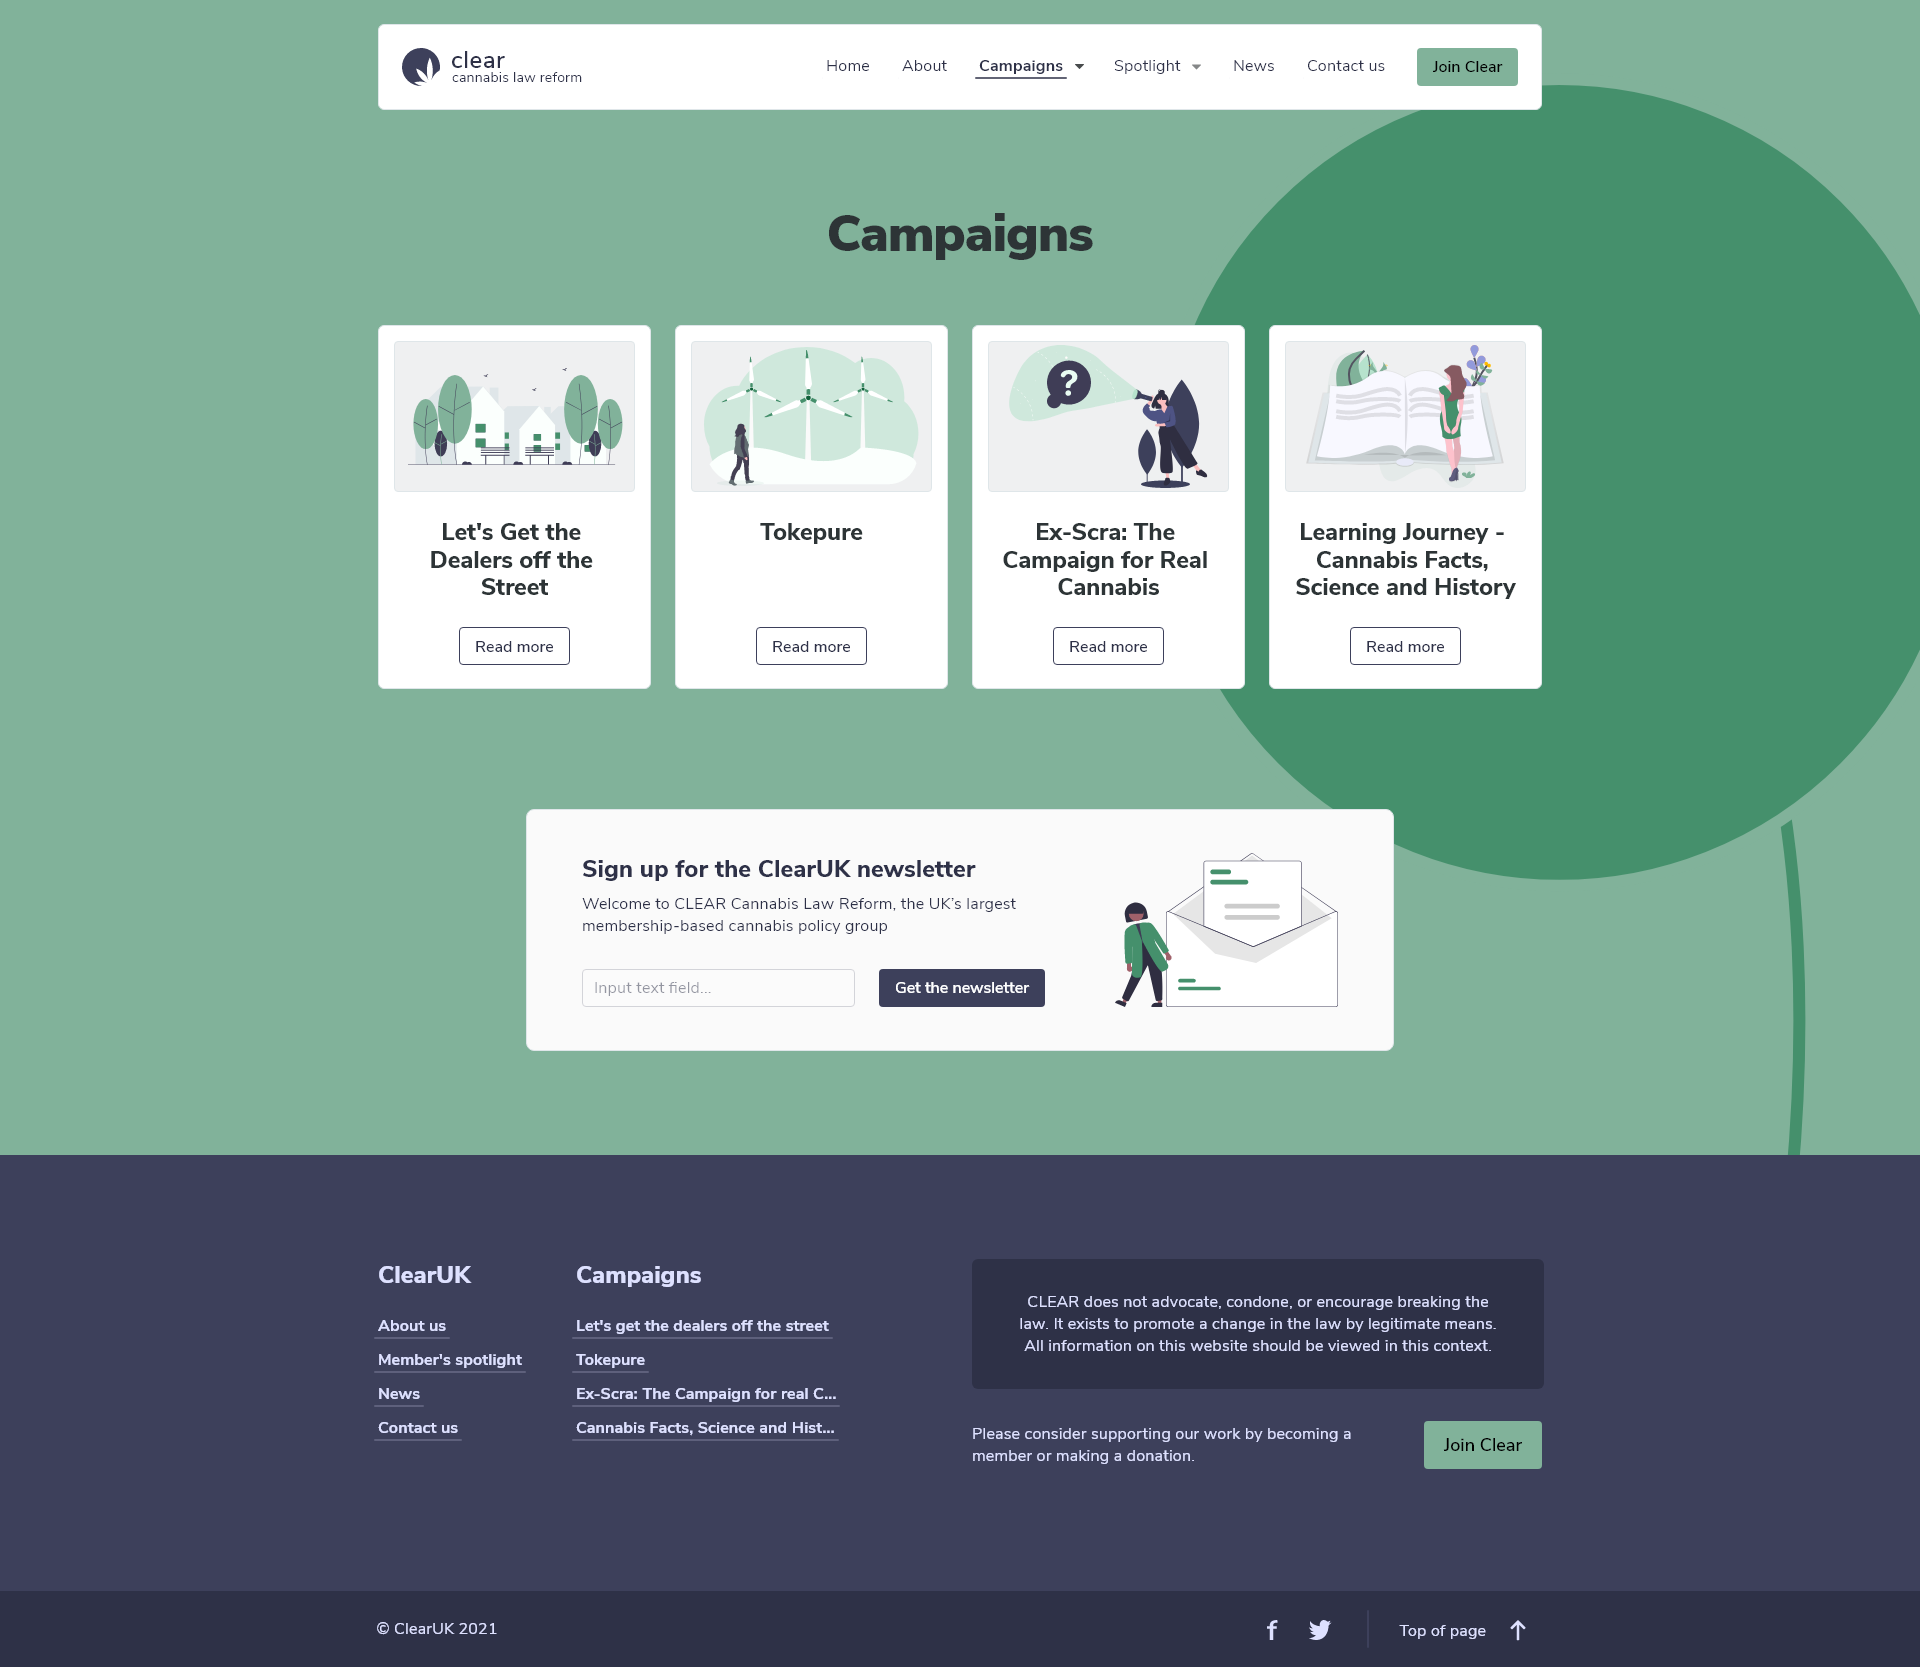 clear
cannabis law reform
Home
About
Campaigns
Spotlight
News
Contact us
Join Clear
Campaigns
?
Let's Get the
Dealers off the
Street
Read more
Tokepure
Read more
Ex-Scra: The
Campaign for Real
Cannabis
Read more
Learning Journey -
Cannabis Facts,
Science and History
Read more
Sign up for the ClearUK newsletter
Welcome to CLEAR Cannabis Law Reform, the UK's largest
membership-based cannabis policy group
Input text field...
Get the newsletter
ClearUK
About us
Member's spotlight
News
Contact us
Campaigns
Let's get the dealers off the street
Tokepure
Ex-Scra: The Campaign for real C...
Cannabis Facts, Science and Hist...
CLEAR does not advocate, condone, or encourage breaking the
law. It exists to promote a change in the law by legitimate means.
All information on this website should be viewed in this context.
Please consider supporting our work by becoming a
member or making a donation.
Join Clear
© ClearUK 2021
Top of page